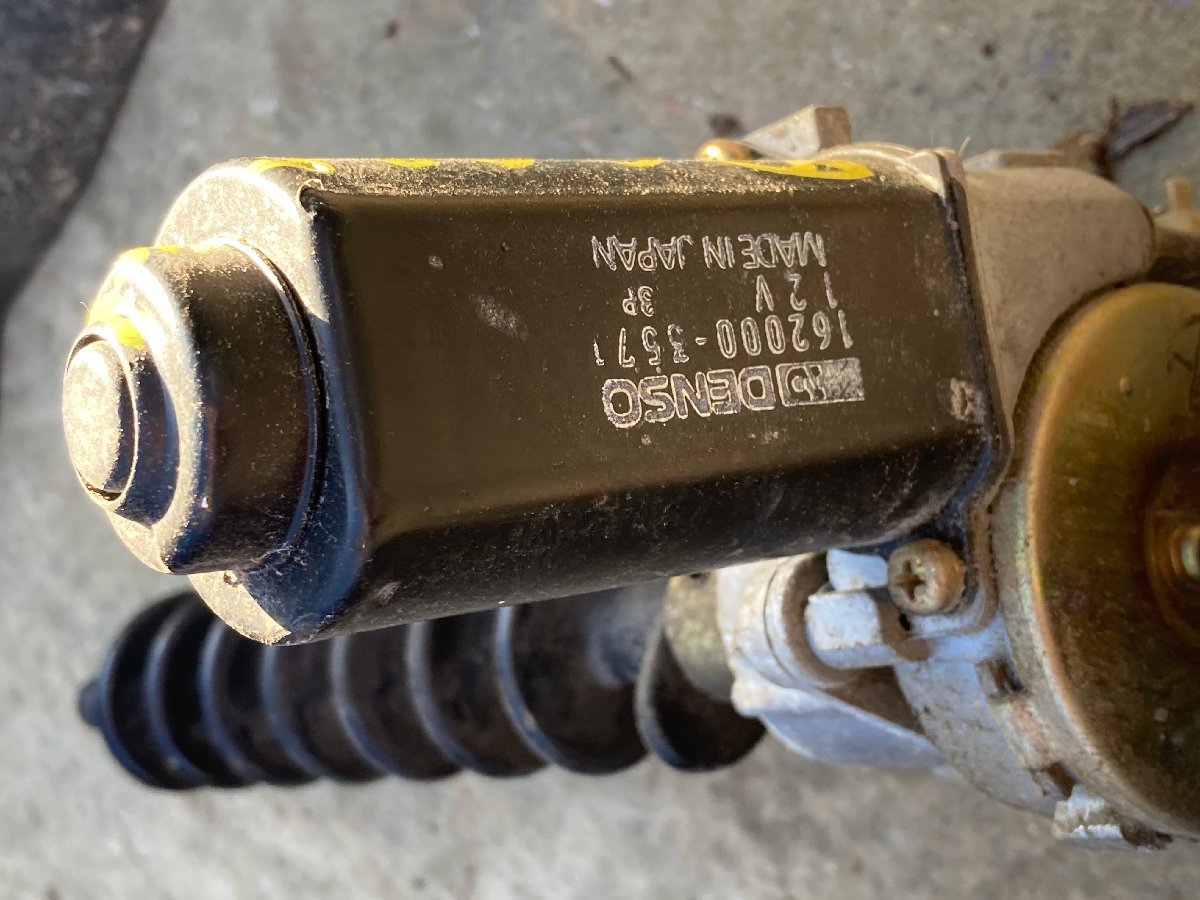 DENSO
162000-3571
12V 3P
MADE IN JAPAN